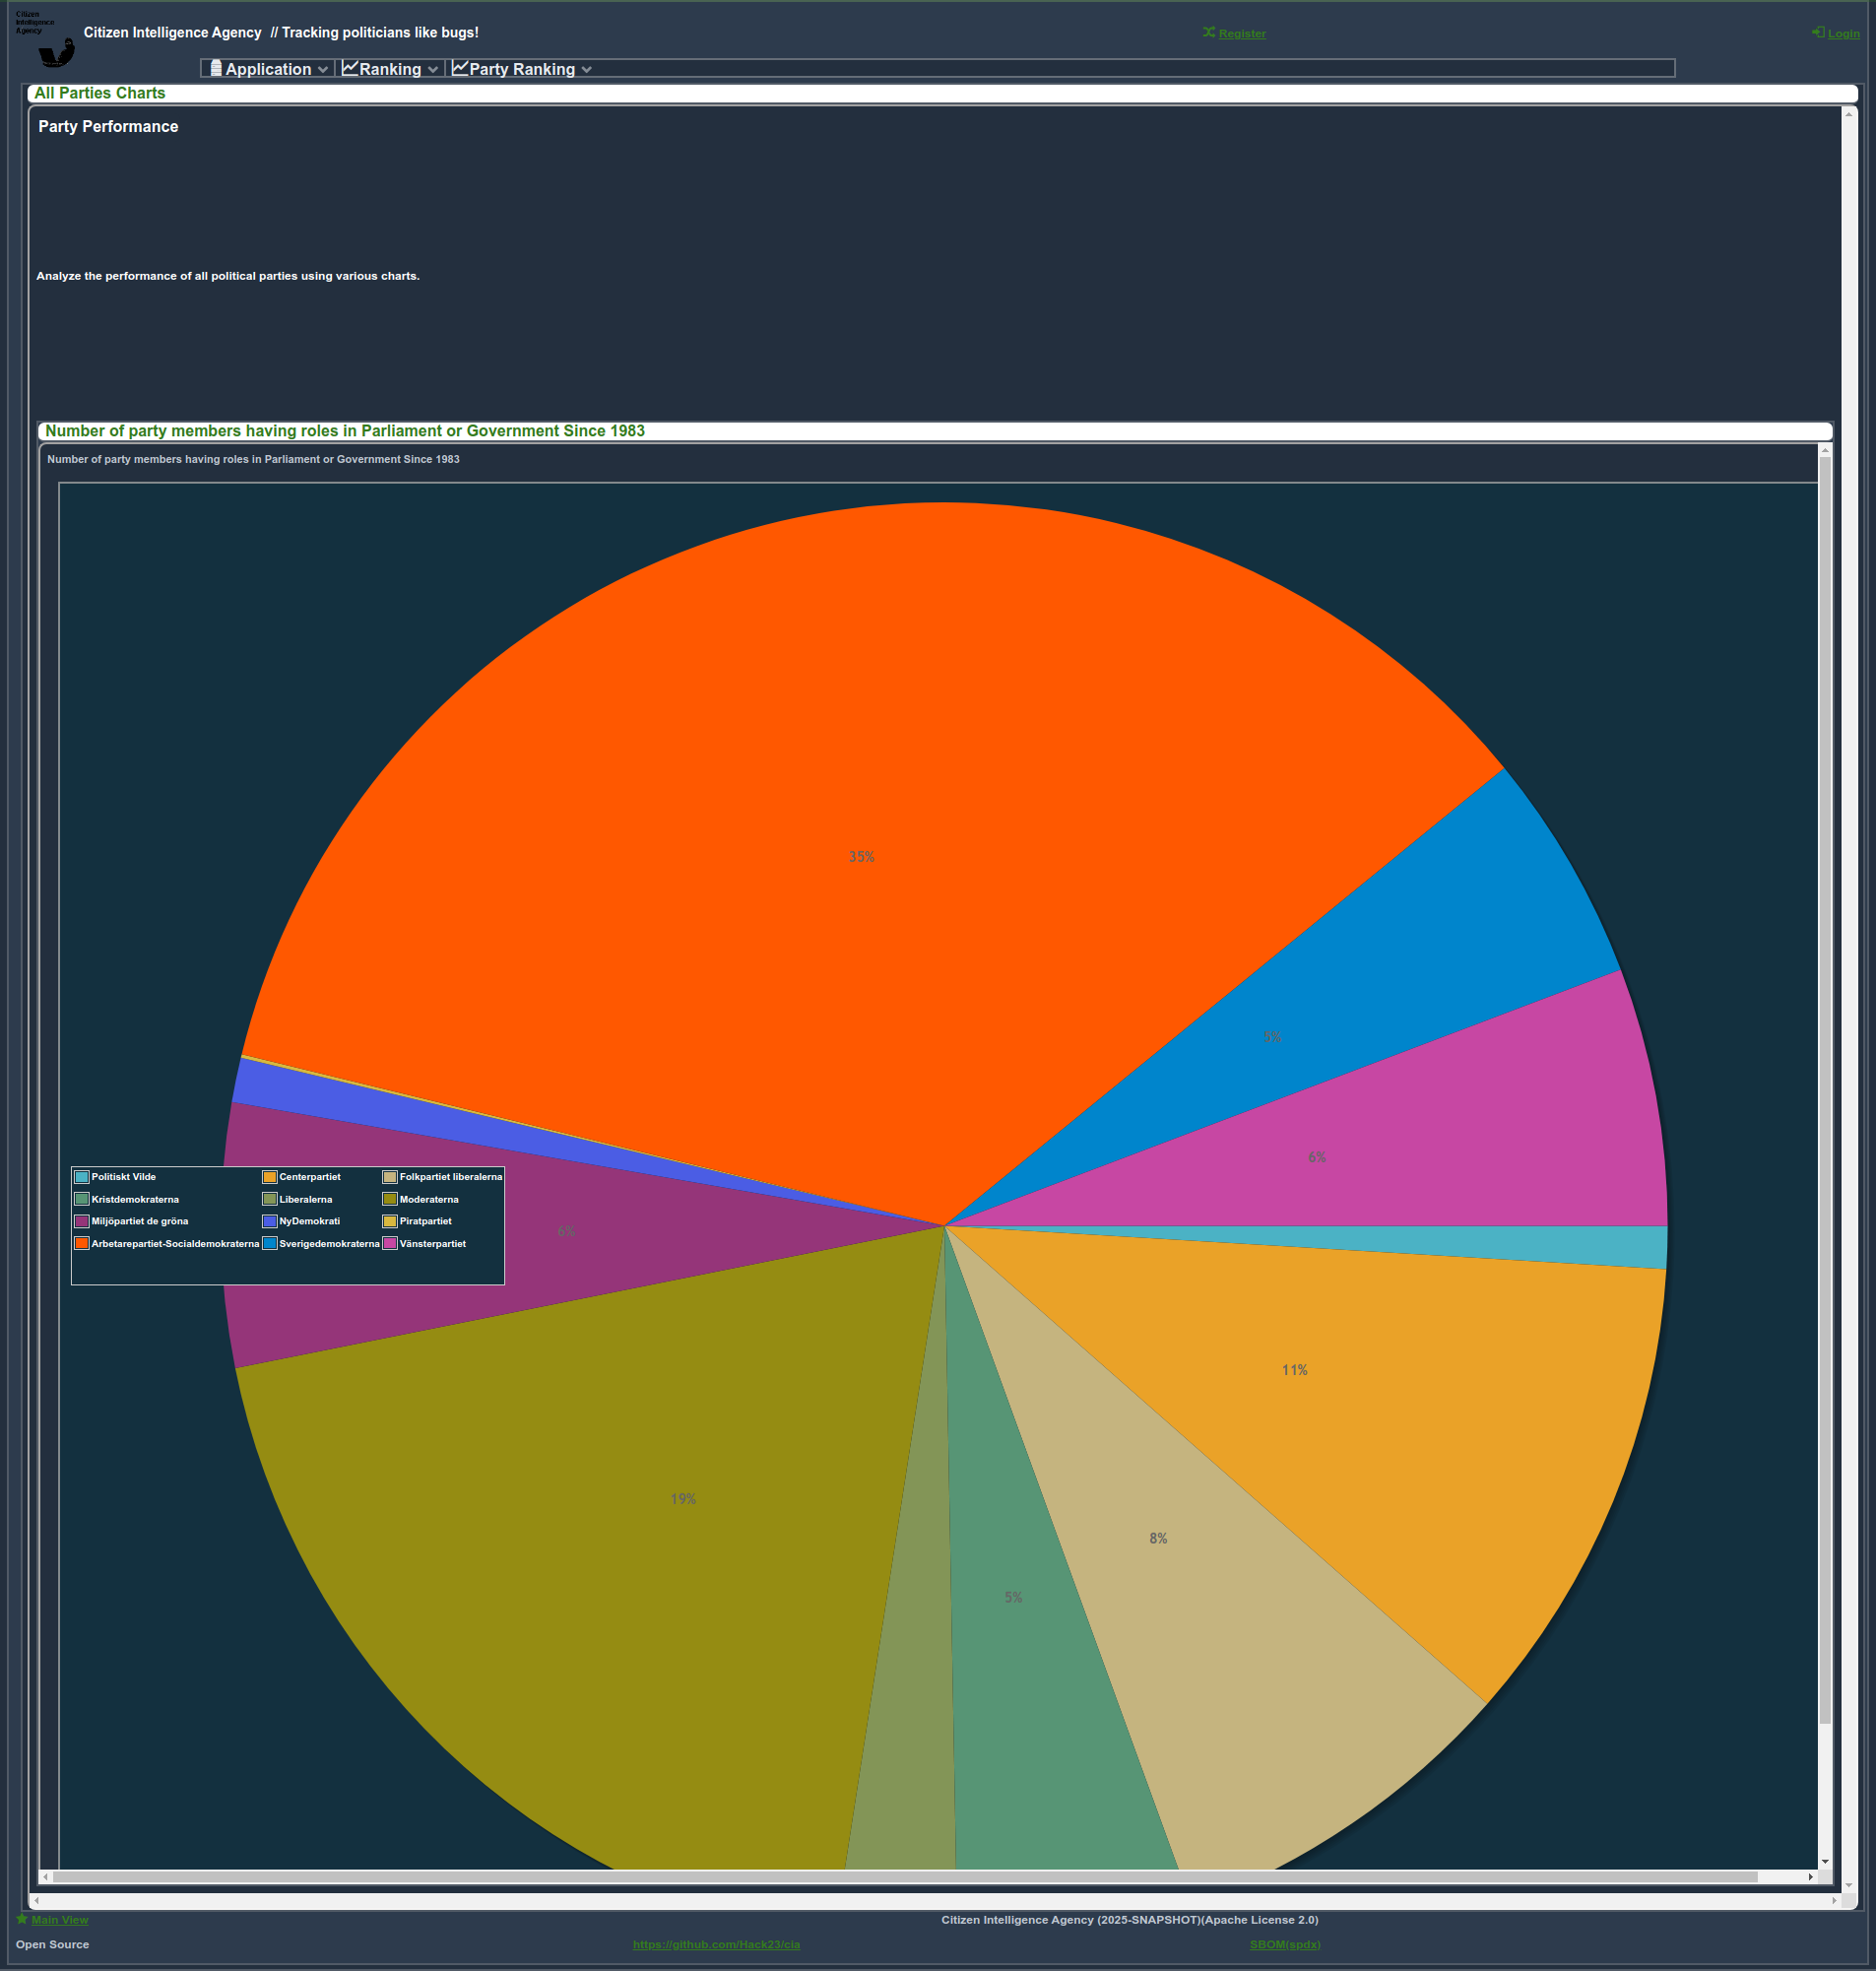 Citizen
Intelligence
Agency
Citizen Intelligence Agency // Tracking politicians like bugs!
Register
Login
Application
Ranking
Party Ranking
All Parties Charts
Party Performance
Analyze the performance of all political parties using various charts.
Number of party members having roles in Parliament or Government Since 1983
Number of party members having roles in Parliament or Government Since 1983
35%
5%
6%
Politiskt Vilde
Centerpartiet
Folkpartiet liberalerna
Kristdemokraterna
Liberalerna
Moderaterna
Miljöpartiet de gröna
NyDemokrati
Piratpartiet
Arbetarepartiet-Socialdemokraterna
Sverigedemokraterna
Vänsterpartiet
6%
11%
19%
8%
5%
Main View
Citizen Intelligence Agency (2025-SNAPSHOT)(Apache License 2.0)
Open Source
https://github.com/Hack23/cia
SBOM(spdx)